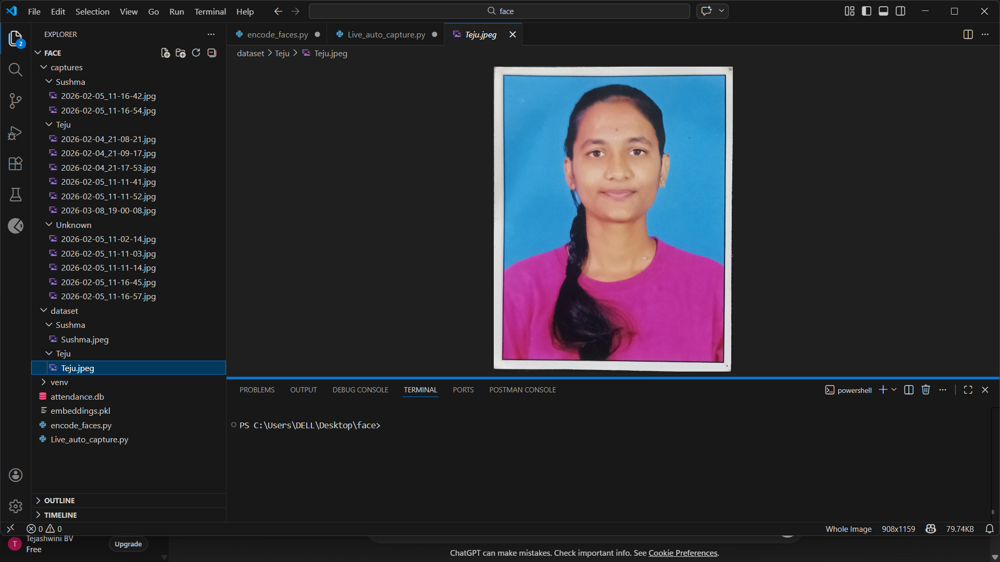 File Edit Selection View Go Run Terminal Help
face
EXPLORER
2
FACE
captures
Sushma
2026-02-05_11-16-42.jpg
2026-02-05_11-16-54.jpg
Teju
2026-02-04_21-08-21.jpg
2026-02-04_21-09-17.jpg
2026-02-04_21-17-53.jpg
2026-02-05_11-11-41.jpg
2026-02-05_11-11-52.jpg
2026-03-08_19-00-08.jpg
Unknown
2026-02-05_11-02-14.jpg
2026-02-05_11-11-03.jpg
2026-02-05_11-11-14.jpg
2026-02-05_11-16-45.jpg
2026-02-05_11-16-57.jpg
dataset
Sushma
Sushma.jpeg
Teju
Teju.jpeg
venv
attendance.db
embeddings.pkl
encode_faces.py
Live_auto_capture.py
OUTLINE
TIMELINE
encode_faces.py Live_auto_capture.py Teju.jpeg
dataset Teju Teju.jpeg
PROBLEMS OUTPUT DEBUG CONSOLE TERMINAL PORTS POSTMAN CONSOLE
powershell
PS C:\Users\DELL\Desktop\face>
0 0
Whole Image 908x1159 79.74KB
T
Tejashwini BV
Free
Upgrade
ChatGPT can make mistakes. Check important info. See Cookie Preferences.